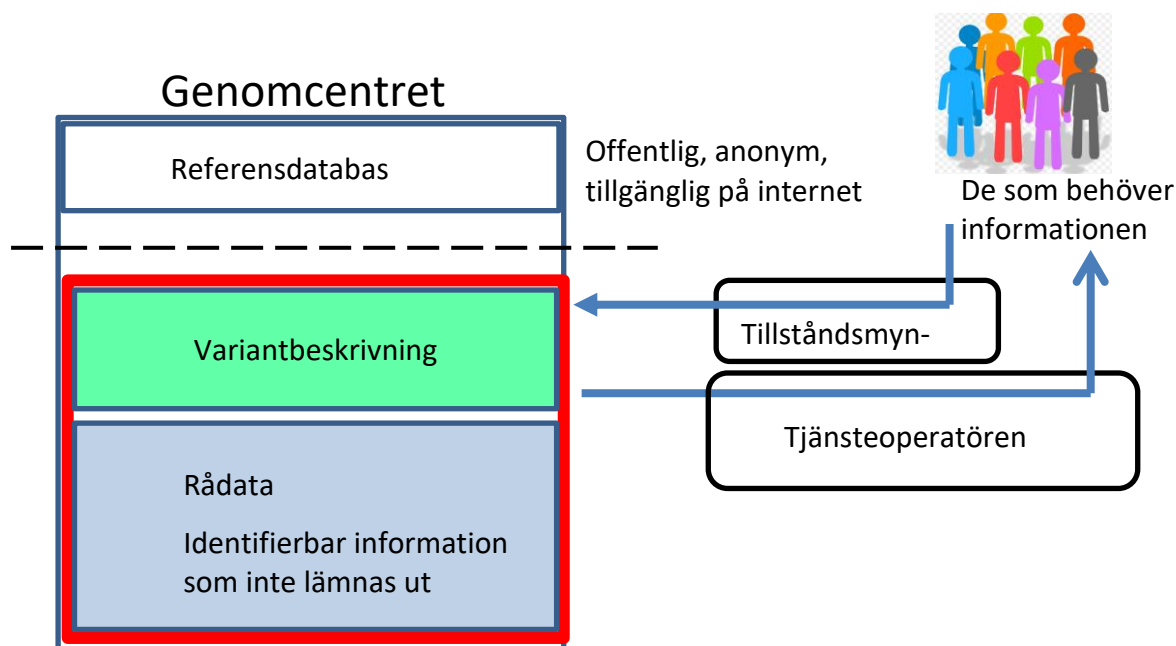 Genomcentret
Referensdatabas
Offentlig, anonym,
tillgänglig på internet
De som behöver
informationen
Variantbeskrivning
Tillståndsmyn-
Tjänsteoperatören
Rådata
Identifierbar information
som inte lämnas ut